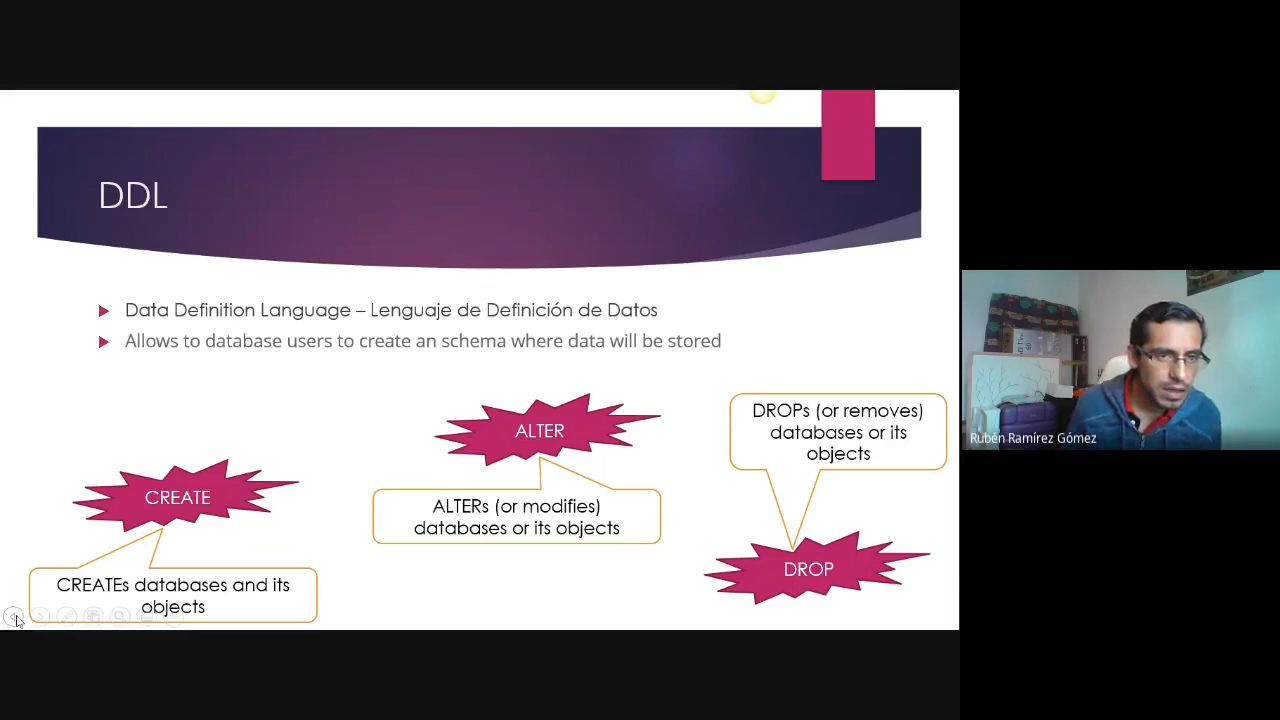 DDL
Data Definition Language – Lenguaje de Definición de Datos
Allows to database users to create an schema where data will be stored
CREATE
CREATEs databases and its
objects
ALTER
ALTERs (or modifies)
databases or its objects
DROPs (or removes)
databases or its
objects
DROP
Rubén Ramírez Gómez